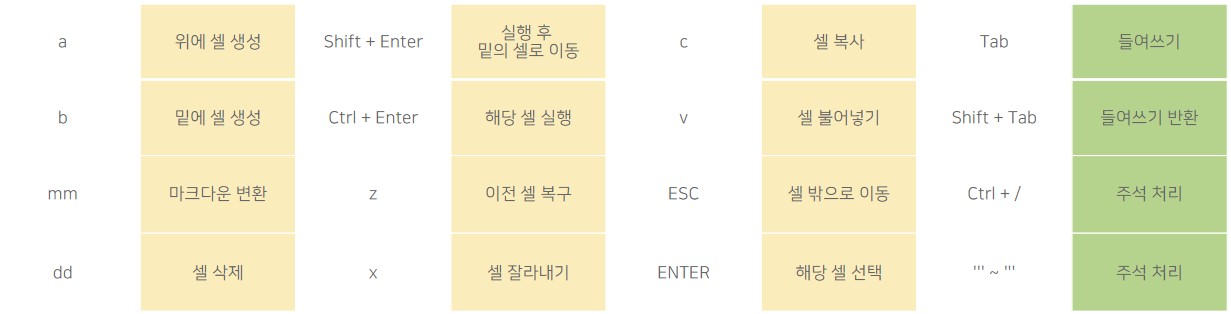 a 위에 셀 생성 Shift + Enter 실행 후
밑의 셀로 이동 c 셀 복사 Tab 들여쓰기
b 밑에 셀 생성 Ctrl + Enter 해당 셀 실행 v 셀 불어넣기 Shift + Tab 들여쓰기 반환
mm 마크다운 변환 z 이전 셀 복구 ESC 셀 밖으로 이동 Ctrl + / 주석 처리
dd 셀 삭제 x 셀 잘라내기 ENTER 해당 셀 선택 ''' ~ ''' 주석 처리